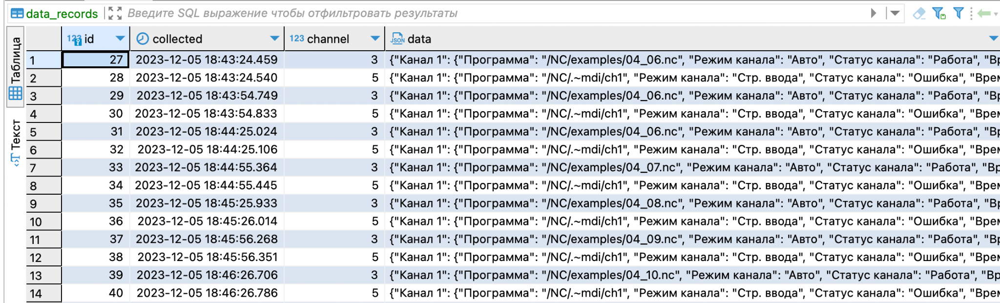 data_records Введите SQL выражение чтобы отфильтровать результаты
Таблица
Текст
123 id collected 123 channel JSON data
1 27 2023-12-05 18:43:24.459 3 {"Канал 1": {"Программа": "/NC/examples/04_06.nc", "Режим канала": "Авто", "Статус канала": "Работа", "Вр
2 28 2023-12-05 18:43:24.540 5 {"Канал 1": {"Программа": "/NC/.~mdi/ch1", "Режим канала": "Стр. ввода", "Статус канала": "Ошибка", "Врем
3 29 2023-12-05 18:43:54.749 3 {"Канал 1": {"Программа": "/NC/examples/04_06.nc", "Режим канала": "Авто", "Статус канала": "Работа", "Вр
4 30 2023-12-05 18:43:54.833 5 {"Канал 1": {"Программа": "/NC/.~mdi/ch1", "Режим канала": "Стр. ввода", "Статус канала": "Ошибка", "Врем
5 31 2023-12-05 18:44:25.024 3 {"Канал 1": {"Программа": "/NC/examples/04_06.nc", "Режим канала": "Авто", "Статус канала": "Работа", "Вр
6 32 2023-12-05 18:44:25.106 5 {"Канал 1": {"Программа": "/NC/.~mdi/ch1", "Режим канала": "Стр. ввода", "Статус канала": "Ошибка", "Врем
7 33 2023-12-05 18:44:55.364 3 {"Канал 1": {"Программа": "/NC/examples/04_07.nc", "Режим канала": "Авто", "Статус канала": "Работа", "Вр
8 34 2023-12-05 18:44:55.445 5 {"Канал 1": {"Программа": "/NC/.~mdi/ch1", "Режим канала": "Стр. ввода", "Статус канала": "Ошибка", "Врем
9 35 2023-12-05 18:45:25.933 3 {"Канал 1": {"Программа": "/NC/examples/04_08.nc", "Режим канала": "Авто", "Статус канала": "Работа", "Вр
10 36 2023-12-05 18:45:26.014 5 {"Канал 1": {"Программа": "/NC/.~mdi/ch1", "Режим канала": "Стр. ввода", "Статус канала": "Ошибка", "Врем
11 37 2023-12-05 18:45:56.268 3 {"Канал 1": {"Программа": "/NC/examples/04_09.nc", "Режим канала": "Авто", "Статус канала": "Работа", "Вр
12 38 2023-12-05 18:45:56.351 5 {"Канал 1": {"Программа": "/NC/.~mdi/ch1", "Режим канала": "Стр. ввода", "Статус канала": "Ошибка", "Врем
13 39 2023-12-05 18:46:26.706 3 {"Канал 1": {"Программа": "/NC/examples/04_10.nc", "Режим канала": "Авто", "Статус канала": "Работа", "Вр
14 40 2023-12-05 18:46:26.786 5 {"Канал 1": {"Программа": "/NC/.~mdi/ch1", "Режим канала": "Стр. ввода", "Статус канала": "Ошибка", "Врем